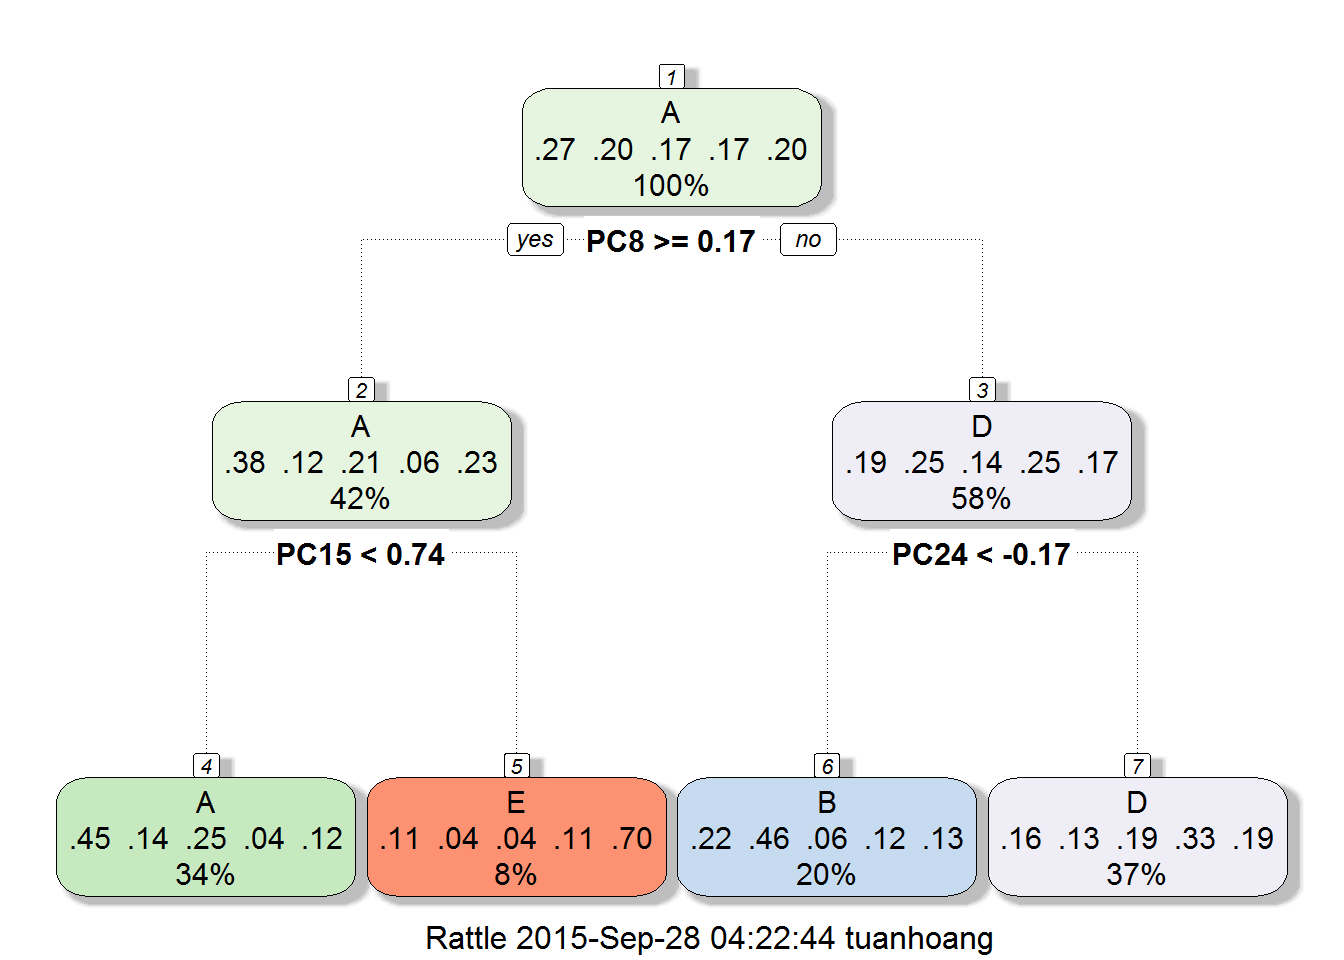 1
A
.27 .20 .17 .17 .20
100%
yes PC8 >= 0.17 no
2
A
.38 .12 .21 .06 .23
42%
3
D
.19 .25 .14 .25 .17
58%
PC15 < 0.74
PC24 < -0.17
4
A
.45 .14 .25 .04 .12
34%
5
E
.11 .04 .04 .11 .70
8%
6
B
.22 .46 .06 .12 .13
20%
7
D
.16 .13 .19 .33 .19
37%
Rattle 2015-Sep-28 04:22:44 tuanhoang